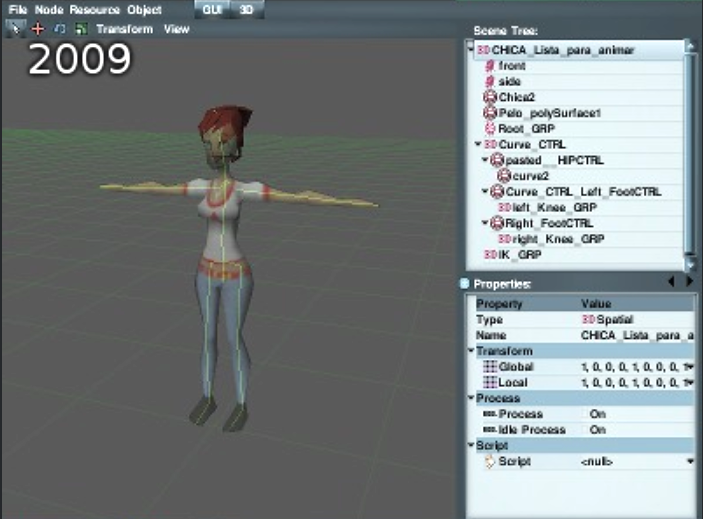 File Node Resource Object GUI 3D
Transform View
2009
Scene Tree:
3D CHICA_Lista_para_animar
front
side
Chica2
Pelo_polySurface1
Root_GRP
3D Curve_CTRL
pasted__HIPCTRL
curve2
Curve_CTRL_Left_FootCTRL
3D left_Knee_GRP
Right_FootCTRL
3D right_Knee_GRP
3D IK_GRP
Properties:
Property Value
Type 3D Spatial
Name CHICA_Lista_para_a
Transform
Global 1, 0, 0, 0, 1, 0, 0, 0, 1
Local 1, 0, 0, 0, 1, 0, 0, 0, 1
Process
Process On
Idle Process On
Script
Script <null>